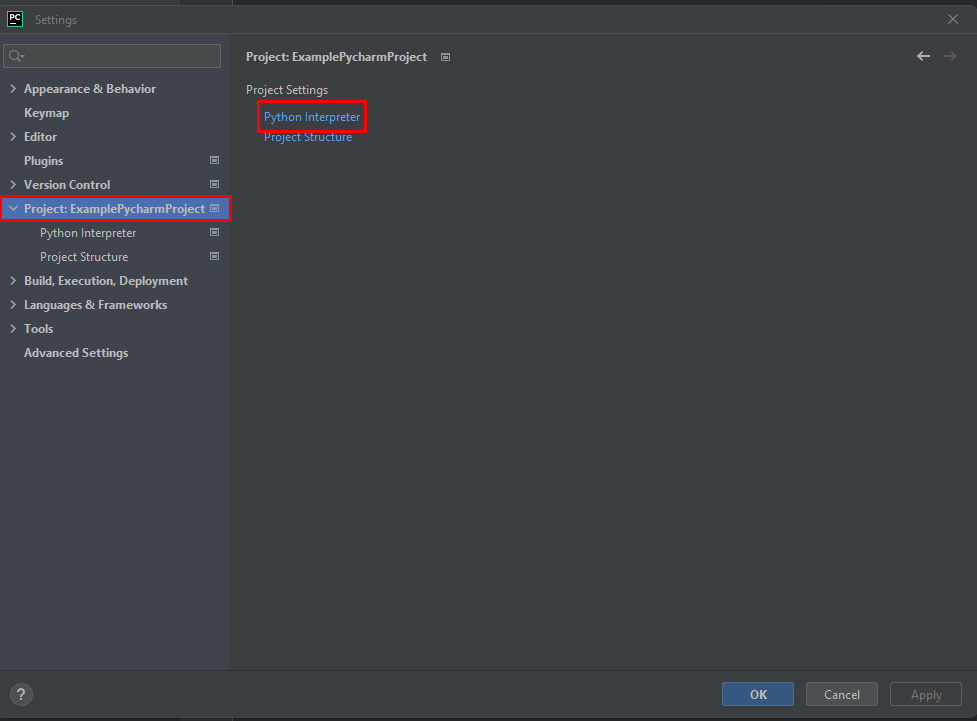 PC Settings
Appearance & Behavior
Keymap
Editor
Plugins
Version Control
Project: ExamplePycharmProject
Python Interpreter
Project Structure
Build, Execution, Deployment
Languages & Frameworks
Tools
Advanced Settings
Project: ExamplePycharmProject
Project Settings
Python Interpreter
Project Structure
? OK Cancel Apply